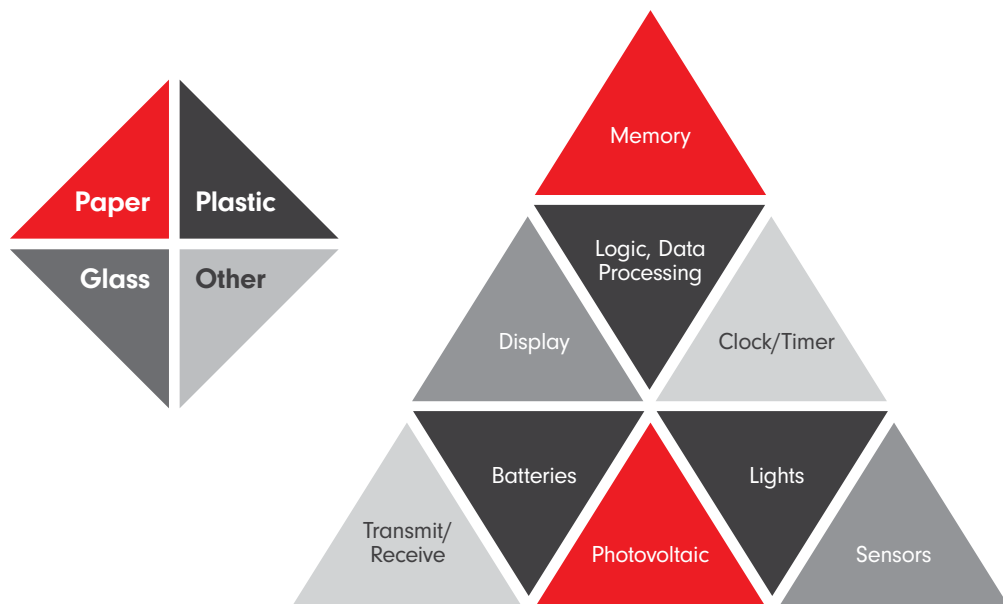 Paper
Plastic
Glass
Other
Memory
Logic, Data
Processing
Display
Clock/Timer
Batteries
Lights
Transmit/
Receive
Photovoltaic
Sensors